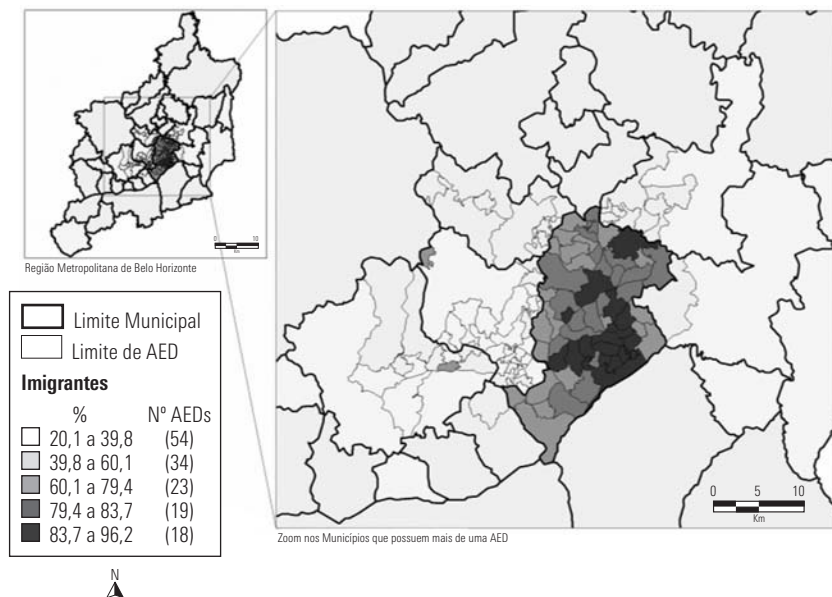 0 5 10
Km
Região Metropolitana de Belo Horizonte
Limite Municipal
Limite de AED
Imigrantes
% Nº AEDs
20,1 a 39,8 (54)
39,8 a 60,1 (34)
60,1 a 79,4 (23)
79,4 a 83,7 (19)
83,7 a 96,2 (18)
N
0 5 10
Km
Zoom nos Municípios que possuem mais de uma AED